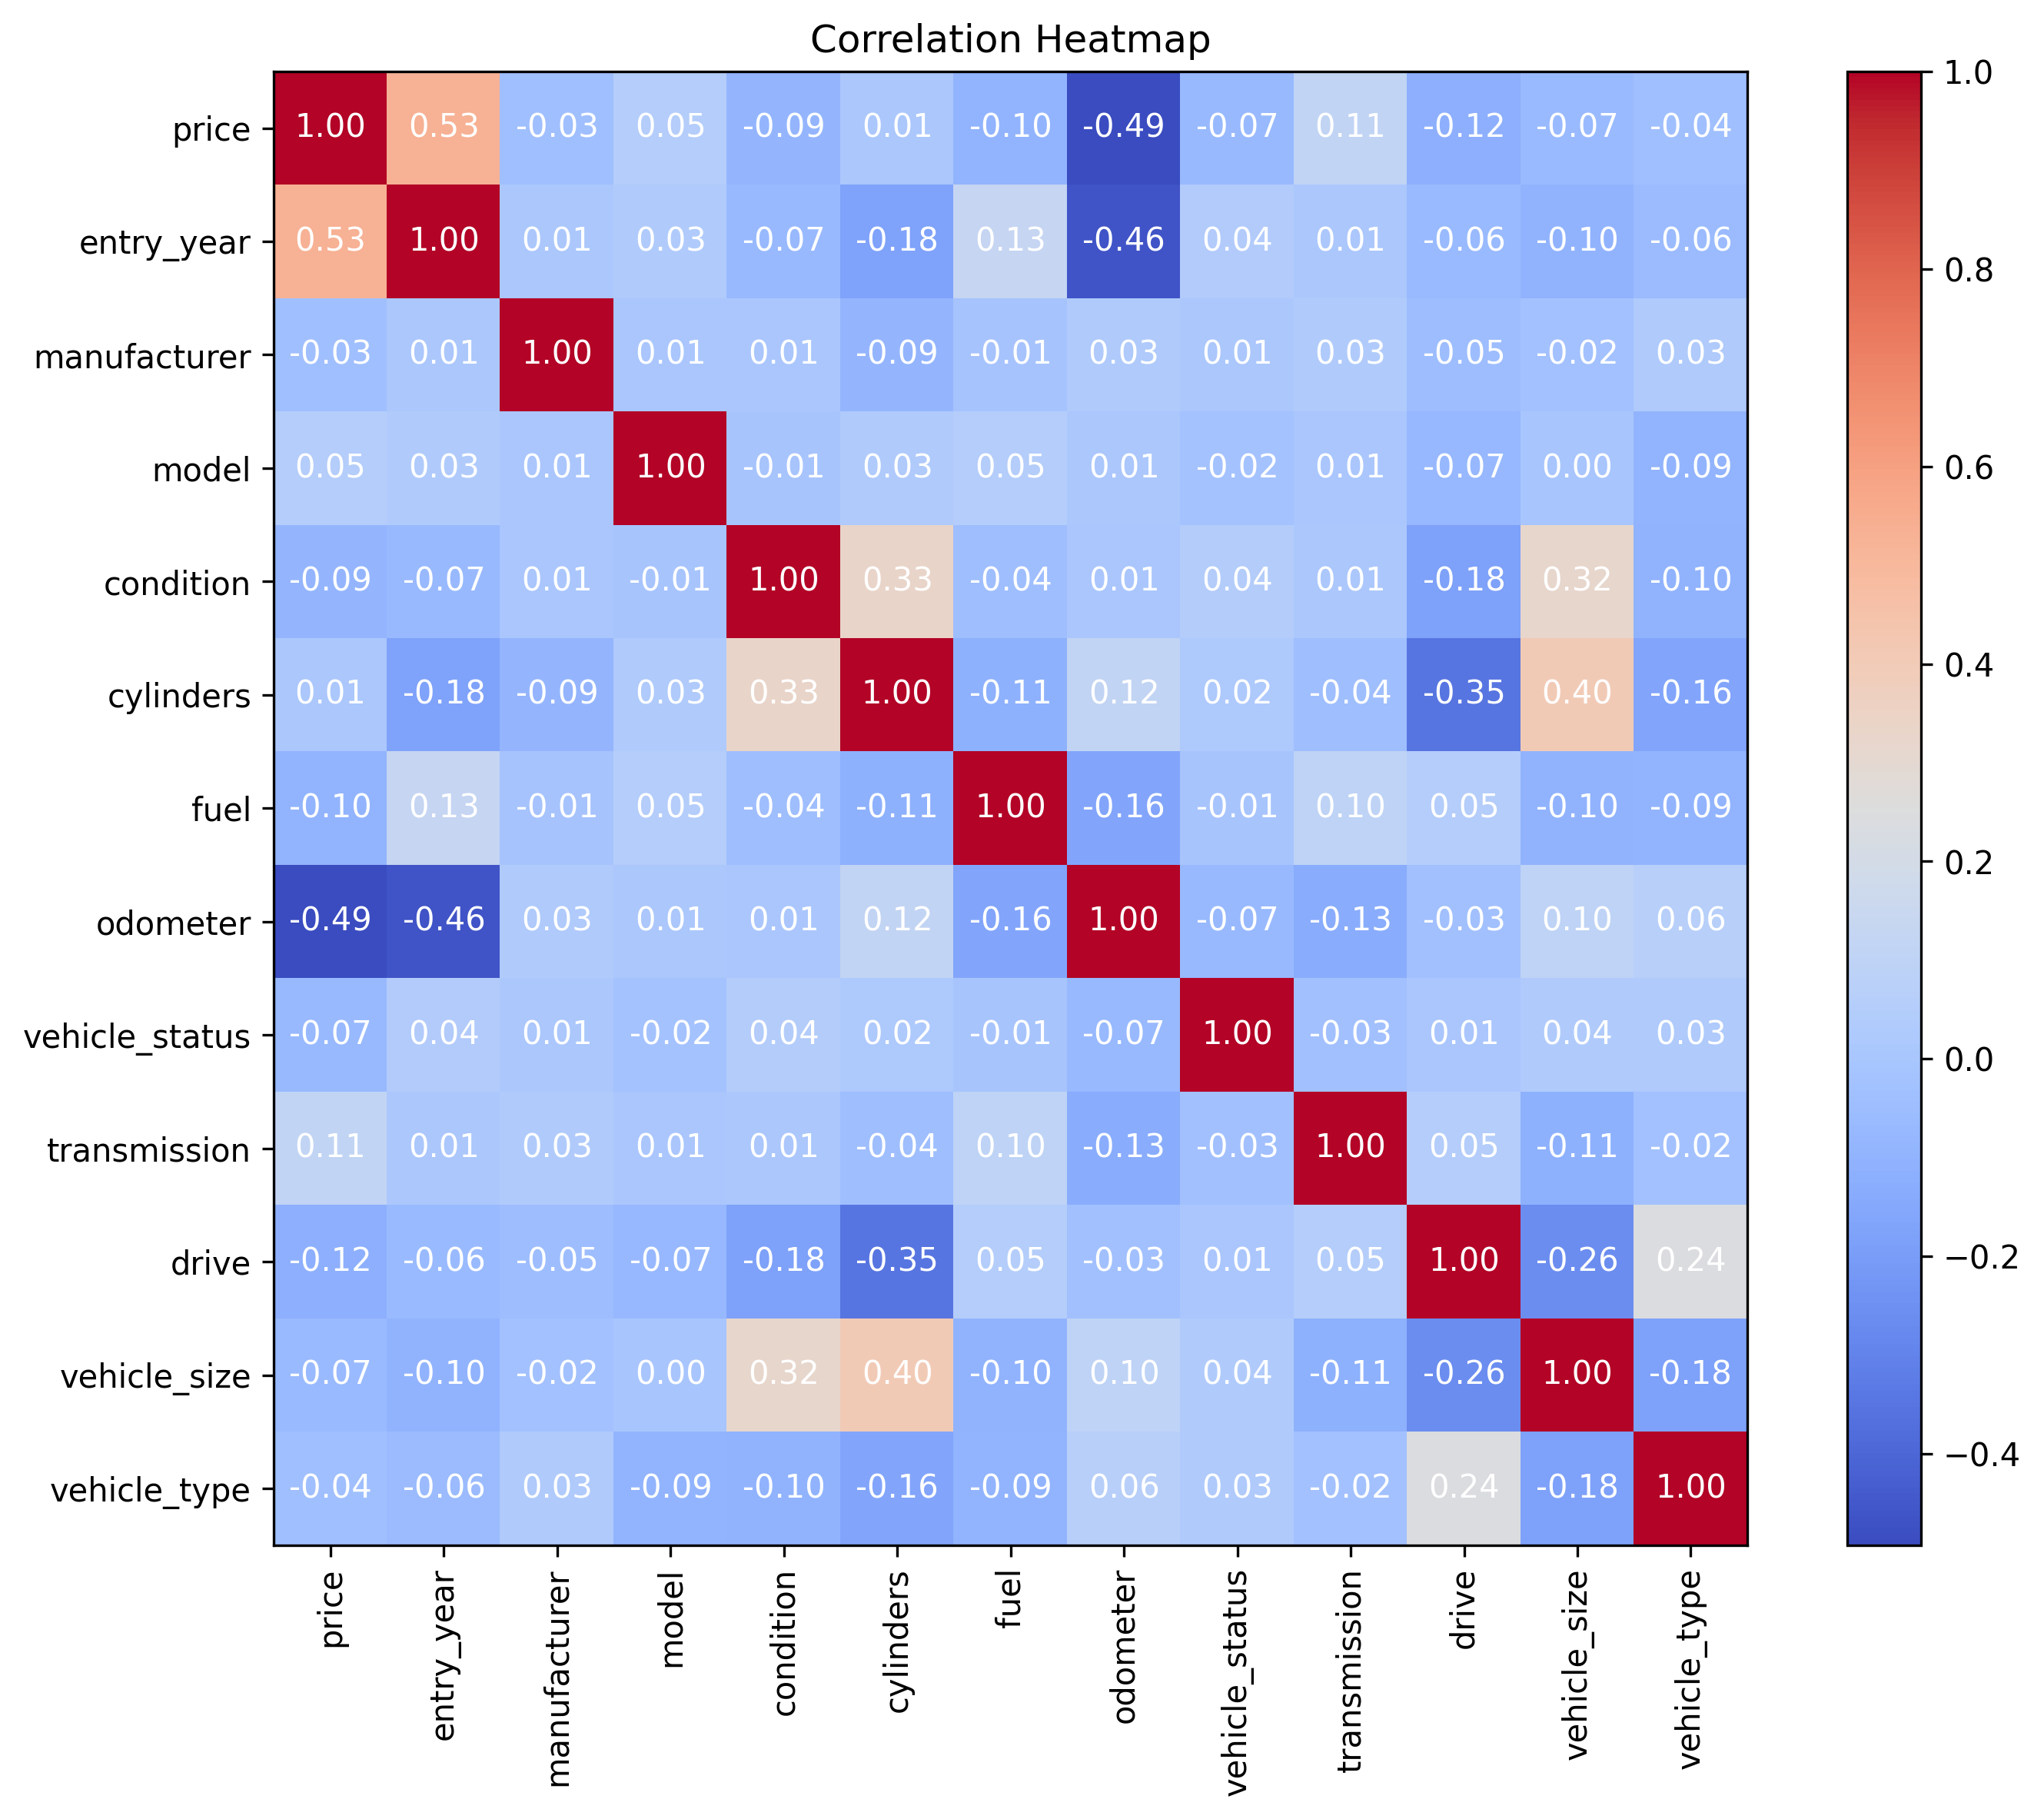 Correlation Heatmap
price 1.00 0.53 -0.03 0.05 -0.09 0.01 -0.10 -0.49 -0.07 0.11 -0.12 -0.07 -0.04
entry_year 0.53 1.00 0.01 0.03 -0.07 -0.18 0.13 -0.46 0.04 0.01 -0.06 -0.10 -0.06
manufacturer -0.03 0.01 1.00 0.01 0.01 -0.09 -0.01 0.03 0.01 0.03 -0.05 -0.02 0.03
model 0.05 0.03 0.01 1.00 -0.01 0.03 0.05 0.01 -0.02 0.01 -0.07 0.00 -0.09
condition -0.09 -0.07 0.01 -0.01 1.00 0.33 -0.04 0.01 0.04 0.01 -0.18 0.32 -0.10
cylinders 0.01 -0.18 -0.09 0.03 0.33 1.00 -0.11 0.12 0.02 -0.04 -0.35 0.40 -0.16
fuel -0.10 0.13 -0.01 0.05 -0.04 -0.11 1.00 -0.16 -0.01 0.10 0.05 -0.10 -0.09
odometer -0.49 -0.46 0.03 0.01 0.01 0.12 -0.16 1.00 -0.07 -0.13 -0.03 0.10 0.06
vehicle_status -0.07 0.04 0.01 -0.02 0.04 0.02 -0.01 -0.07 1.00 -0.03 0.01 0.04 0.03
transmission 0.11 0.01 0.03 0.01 0.01 -0.04 0.10 -0.13 -0.03 1.00 0.05 -0.11 -0.02
drive -0.12 -0.06 -0.05 -0.07 -0.18 -0.35 0.05 -0.03 0.01 0.05 1.00 -0.26 0.24
vehicle_size -0.07 -0.10 -0.02 0.00 0.32 0.40 -0.10 0.10 0.04 -0.11 -0.26 1.00 -0.18
vehicle_type -0.04 -0.06 0.03 -0.09 -0.10 -0.16 -0.09 0.06 0.03 -0.02 0.24 -0.18 1.00
price
entry_year
manufacturer
model
condition
cylinders
fuel
odometer
vehicle_status
transmission
drive
vehicle_size
vehicle_type
1.0
0.8
0.6
0.4
0.2
0.0
−0.2
−0.4